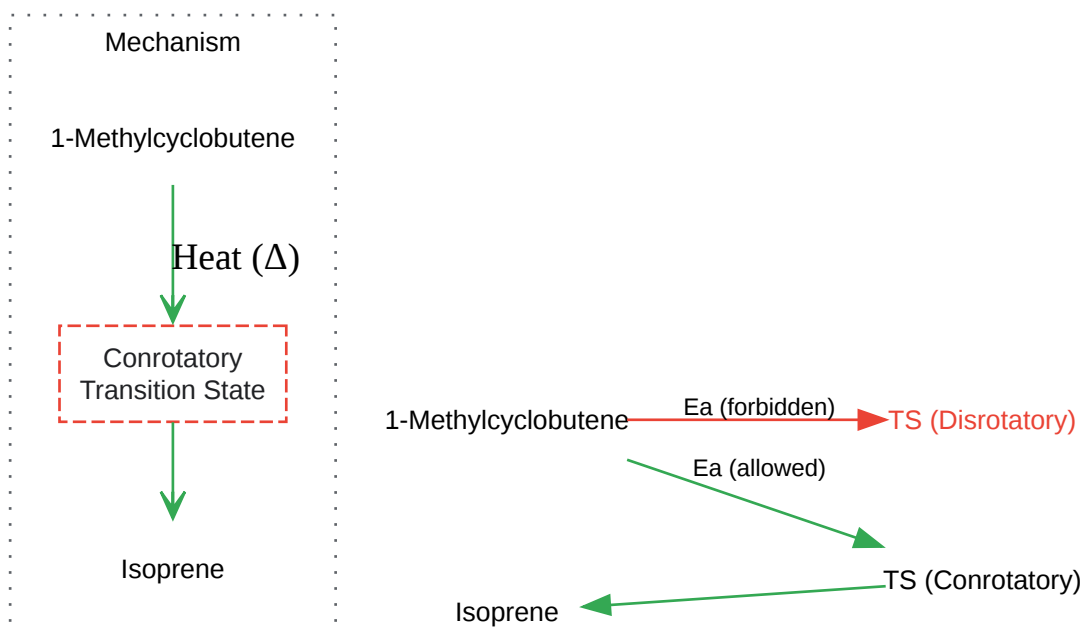 Mechanism
1-Methylcyclobutene
Heat (Δ)
Conrotatory
Transition State
Isoprene
1-Methylcyclobutene
Ea (forbidden)
TS (Disrotatory)
Ea (allowed)
TS (Conrotatory)
Isoprene